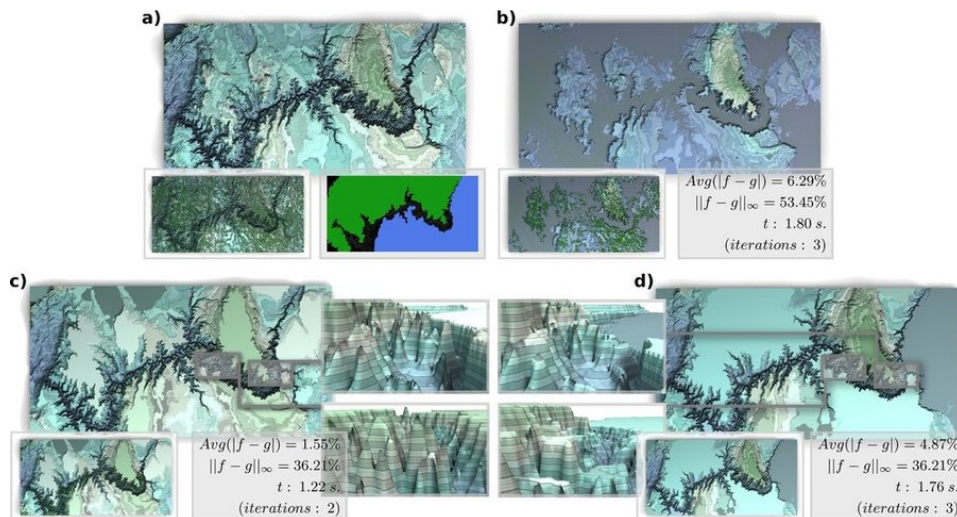 a)
b)
Avg(|f − g|) = 6.29%
||f − g||∞ = 53.45%
t : 1.80 s.
(iterations : 3)
c)
d)
Avg(|f − g|) = 1.55%
||f − g||∞ = 36.21%
t : 1.22 s.
(iterations : 2)
Avg(|f − g|) = 4.87%
||f − g||∞ = 36.21%
t : 1.76 s.
(iterations : 3)